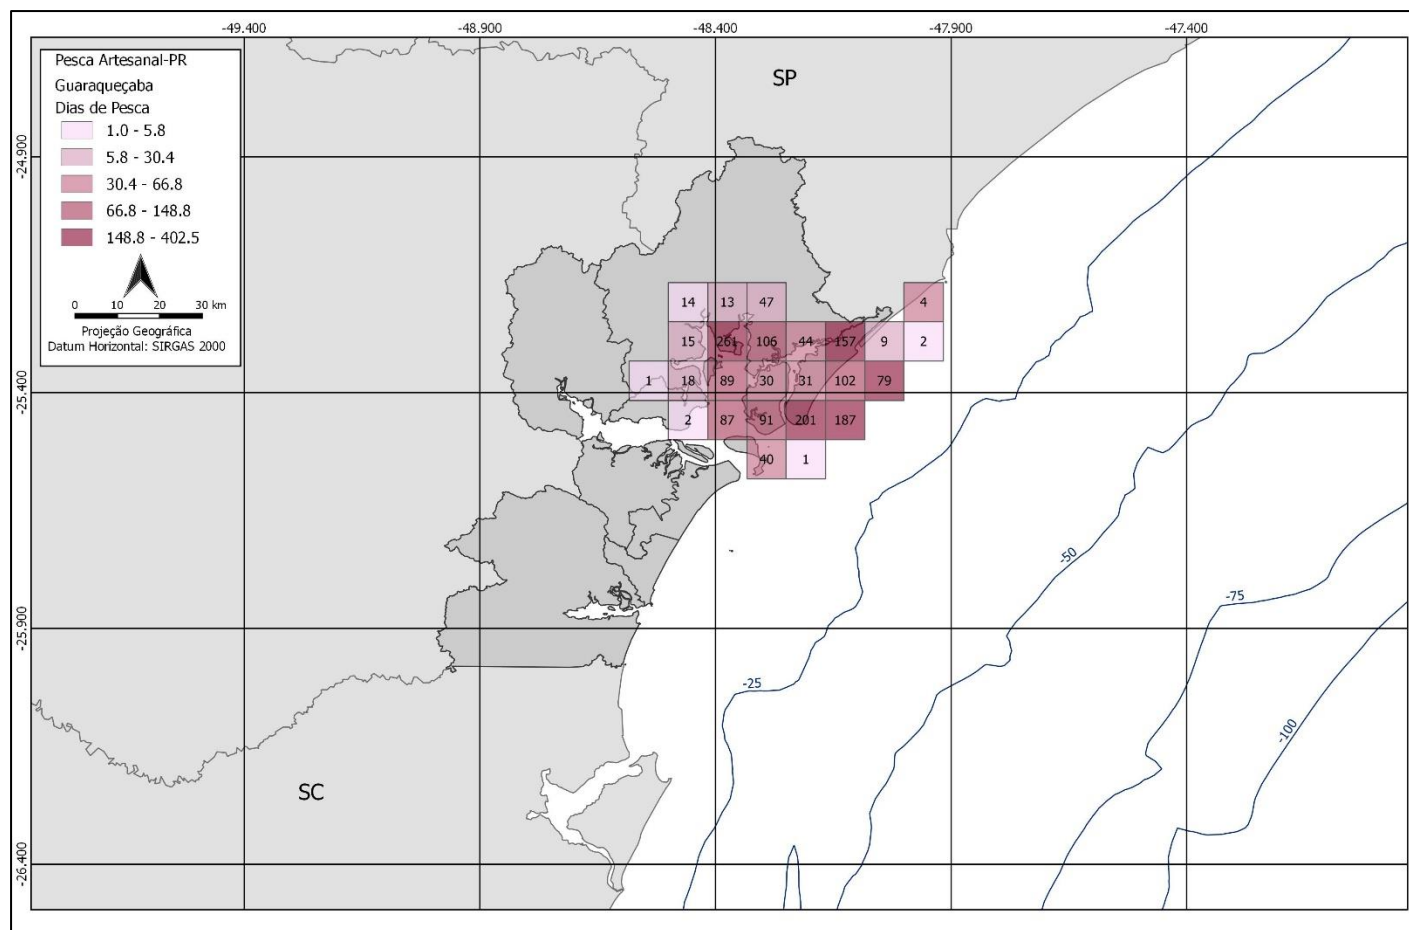 -49.400 -48.900 -48.400 -47.900 -47.400
Pesca Artesanal-PR
Guaraqueçaba
Dias de Pesca
1.0 - 5.8
5.8 - 30.4
30.4 - 66.8
66.8 - 148.8
148.8 - 402.5
0 10 20 30 km
Projeção Geográfica
Datum Horizontal: SIRGAS 2000
SP
-24.900
14 13 47 4
15 261 106 44 157 9 2
1 18 89 30 31 102 79
-25.400
2 87 91 201 187
40 1
-50
-75
-25.900
-25
-100
SC
-26.400